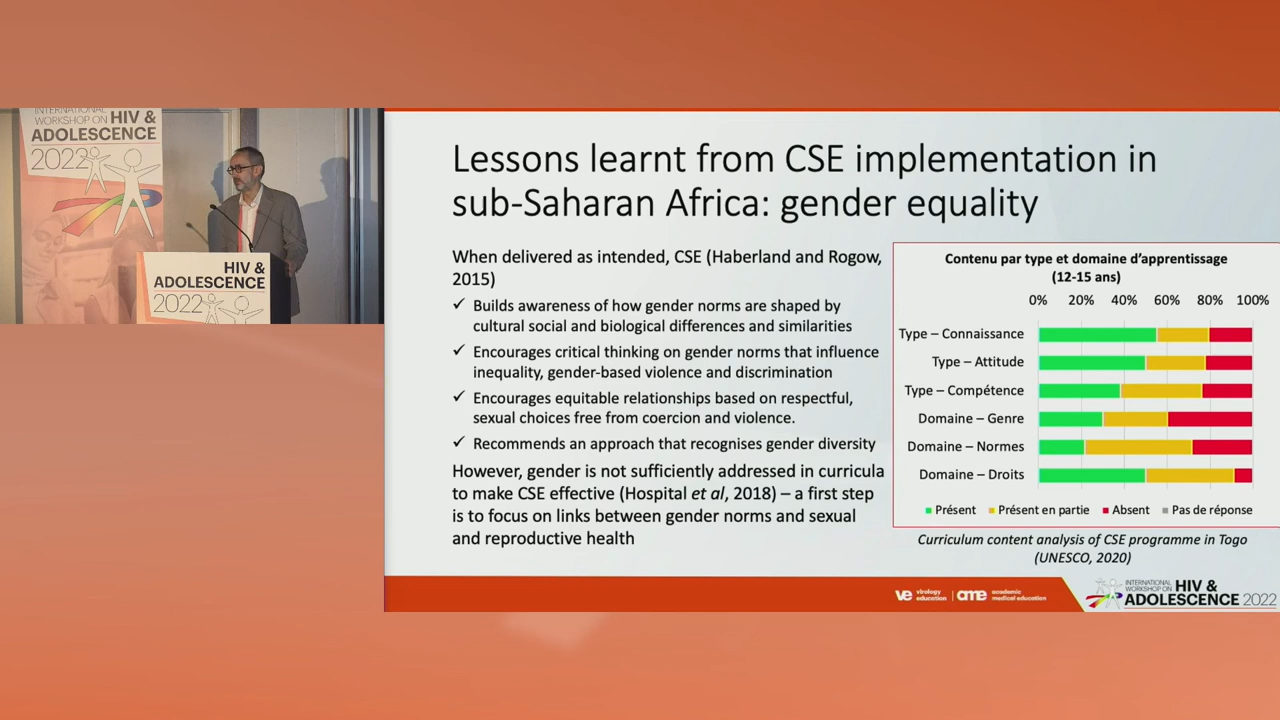 INTERNATIONAL
WORKSHOP ON HIV &
ADOLESCENCE
2022
HIV &
ADOLESCENCE
2022
Lessons learnt from CSE implementation in
sub-Saharan Africa: gender equality
When delivered as intended, CSE (Haberland and Rogow,
2015)
✓ Builds awareness of how gender norms are shaped by
cultural social and biological differences and similarities
✓ Encourages critical thinking on gender norms that influence
inequality, gender-based violence and discrimination
✓ Encourages equitable relationships based on respectful,
sexual choices free from coercion and violence.
✓ Recommends an approach that recognises gender diversity
However, gender is not sufficiently addressed in curricula
to make CSE effective (Hospital et al, 2018) – a first step
is to focus on links between gender norms and sexual
and reproductive health
Contenu par type et domaine d'apprentissage
(12-15 ans)
0% 20% 40% 60% 80% 100%
Type – Connaissance
Type – Attitude
Type – Compétence
Domaine – Genre
Domaine – Normes
Domaine – Droits
Présent Présent en partie Absent Pas de réponse
Curriculum content analysis of CSE programme in Togo
(UNESCO, 2020)
ve virology education | ame academic medical education
INTERNATIONAL
WORKSHOP ON HIV &
ADOLESCENCE 2022